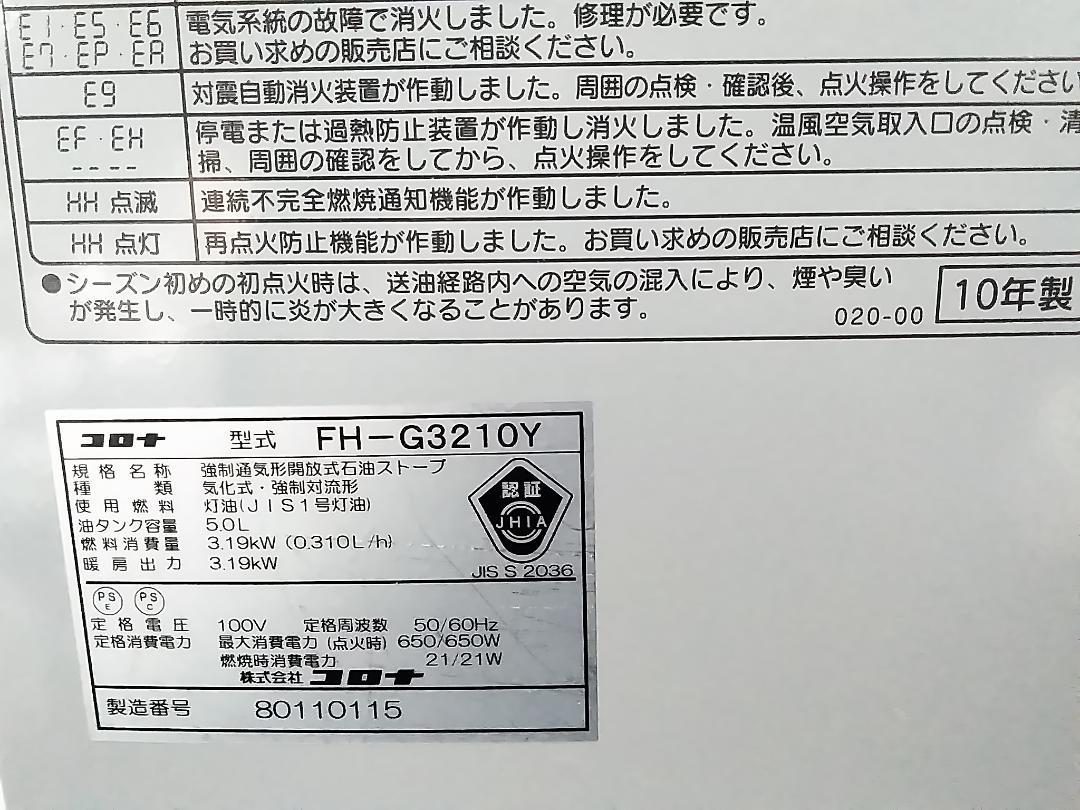 E1・E5・E6 電気系統の故障で消火しました。修理が必要です。
E7・EP・EA お買い求めの販売店にご相談ください。
E9 対震自動消火装置が作動しました。周囲の点検・確認後、点火操作をしてください
EF・EH 停電または過熱防止装置が作動し消火しました。温風空気取入口の点検・清
---- 掃、周囲の確認をしてから、点火操作をしてください。
HH 点滅 連続不完全燃焼通知機能が作動しました。
HH 点灯 再点火防止機能が作動しました。お買い求めの販売店にご相談ください。
●シーズン初めの初点火時は、送油経路内への空気の混入により、煙や臭い
が発生し、一時的に炎が大きくなることがあります。
020-00
10年製
コロナ 型式 FH-G3210Y
規格名称 強制通気形開放式石油ストーブ
種類 気化式・強制対流形
使用燃料 灯油(JIS1号灯油)
油タンク容量 5.0L
燃料消費量 3.19kW (0.310L/h)
暖房出力 3.19kW
認証
JHIA
JIS S 2036
PS E PS C
定格電圧 100V 定格周波数 50/60Hz
定格消費電力 最大消費電力 (点火時) 650/650W
燃焼時消費電力 21/21W
株式会社 コロナ
製造番号 80110115